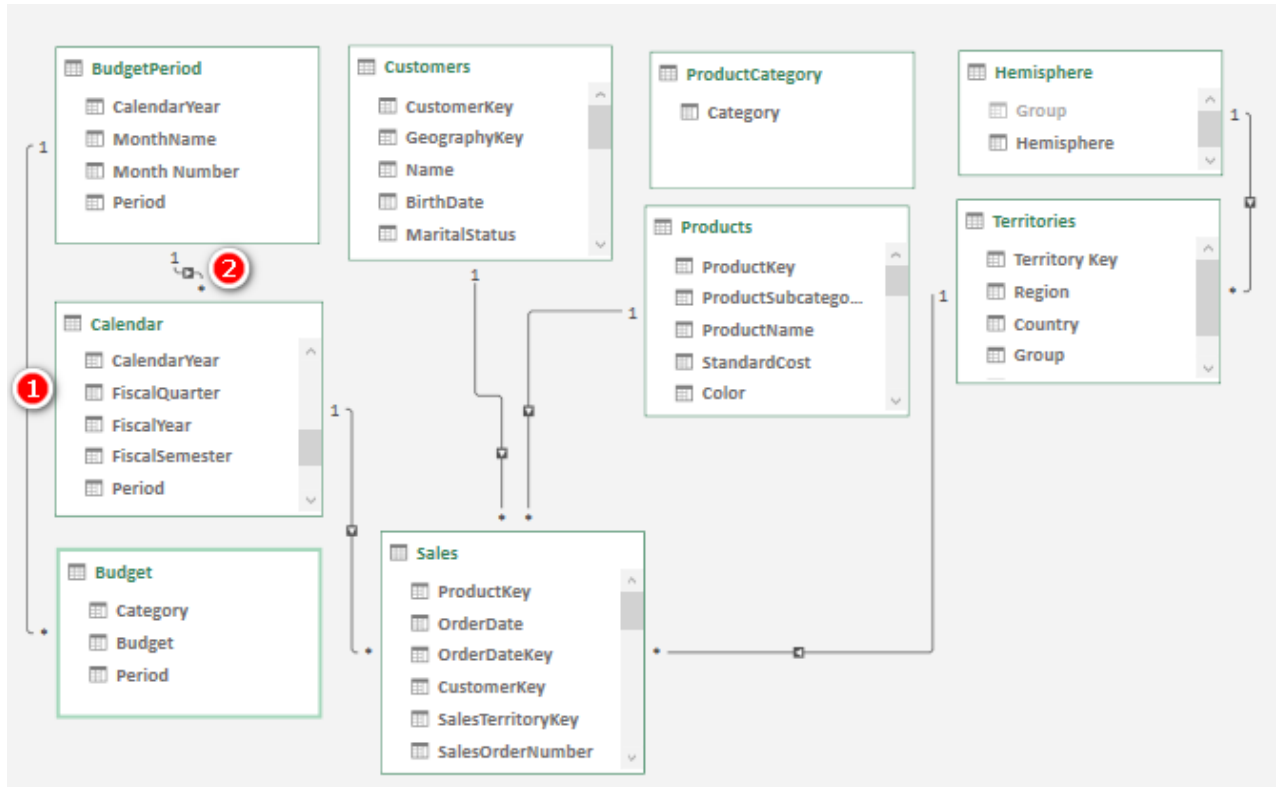 BudgetPeriod
CalendarYear
MonthName
Month Number
Period
Customers
CustomerKey
GeographyKey
Name
BirthDate
MaritalStatus
ProductCategory
Category
Hemisphere
Group
Hemisphere
1
1
1
2
*
Products
ProductKey
ProductSubcatego...
ProductName
StandardCost
Color
Territories
Territory Key
Region
Country
Group
*
1
1
1
Calendar
CalendarYear
FiscalQuarter
FiscalYear
FiscalSemester
Period
1
1
*
*
Budget
Category
Budget
Period
*
*
Sales
ProductKey
OrderDate
OrderDateKey
CustomerKey
SalesTerritoryKey
SalesOrderNumber
*